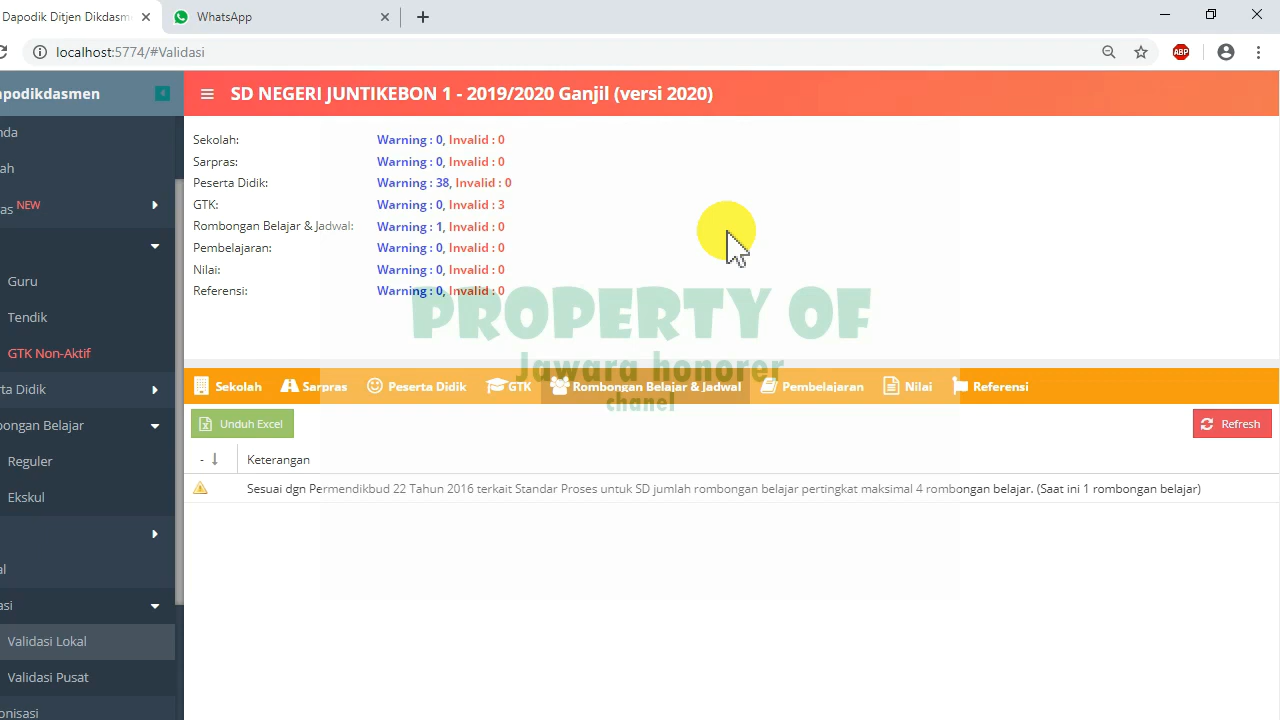 Dapodik Ditjen Dikdasm
WhatsApp
localhost:5774/#Validasi
ABP
apodikdasmen
SD NEGERI JUNTIKEBON 1 - 2019/2020 Ganjil (versi 2020)
nda
ah
as NEW
Guru
Tendik
GTK Non-Aktif
rta Didik
bongan Belajar
Reguler
Ekskul
al
asi
Validasi Lokal
Validasi Pusat
onisasi
Sekolah: Warning : 0, Invalid : 0
Sarpras: Warning : 0, Invalid : 0
Peserta Didik: Warning : 38, Invalid : 0
GTK: Warning : 0, Invalid : 3
Rombongan Belajar & Jadwal: Warning : 1, Invalid : 0
Pembelajaran: Warning : 0, Invalid : 0
Nilai: Warning : 0, Invalid : 0
Referensi: Warning : 0, Invalid : 0
PROPERTY OF
Jawara honorer
chanel
Sekolah Sarpras Peserta Didik GTK Rombongan Belajar & Jadwal Pembelajaran Nilai Referensi
Unduh Excel Refresh
- Keterangan
Sesuai dgn Permendikbud 22 Tahun 2016 terkait Standar Proses untuk SD jumlah rombongan belajar pertingkat maksimal 4 rombongan belajar. (Saat ini 1 rombongan belajar)